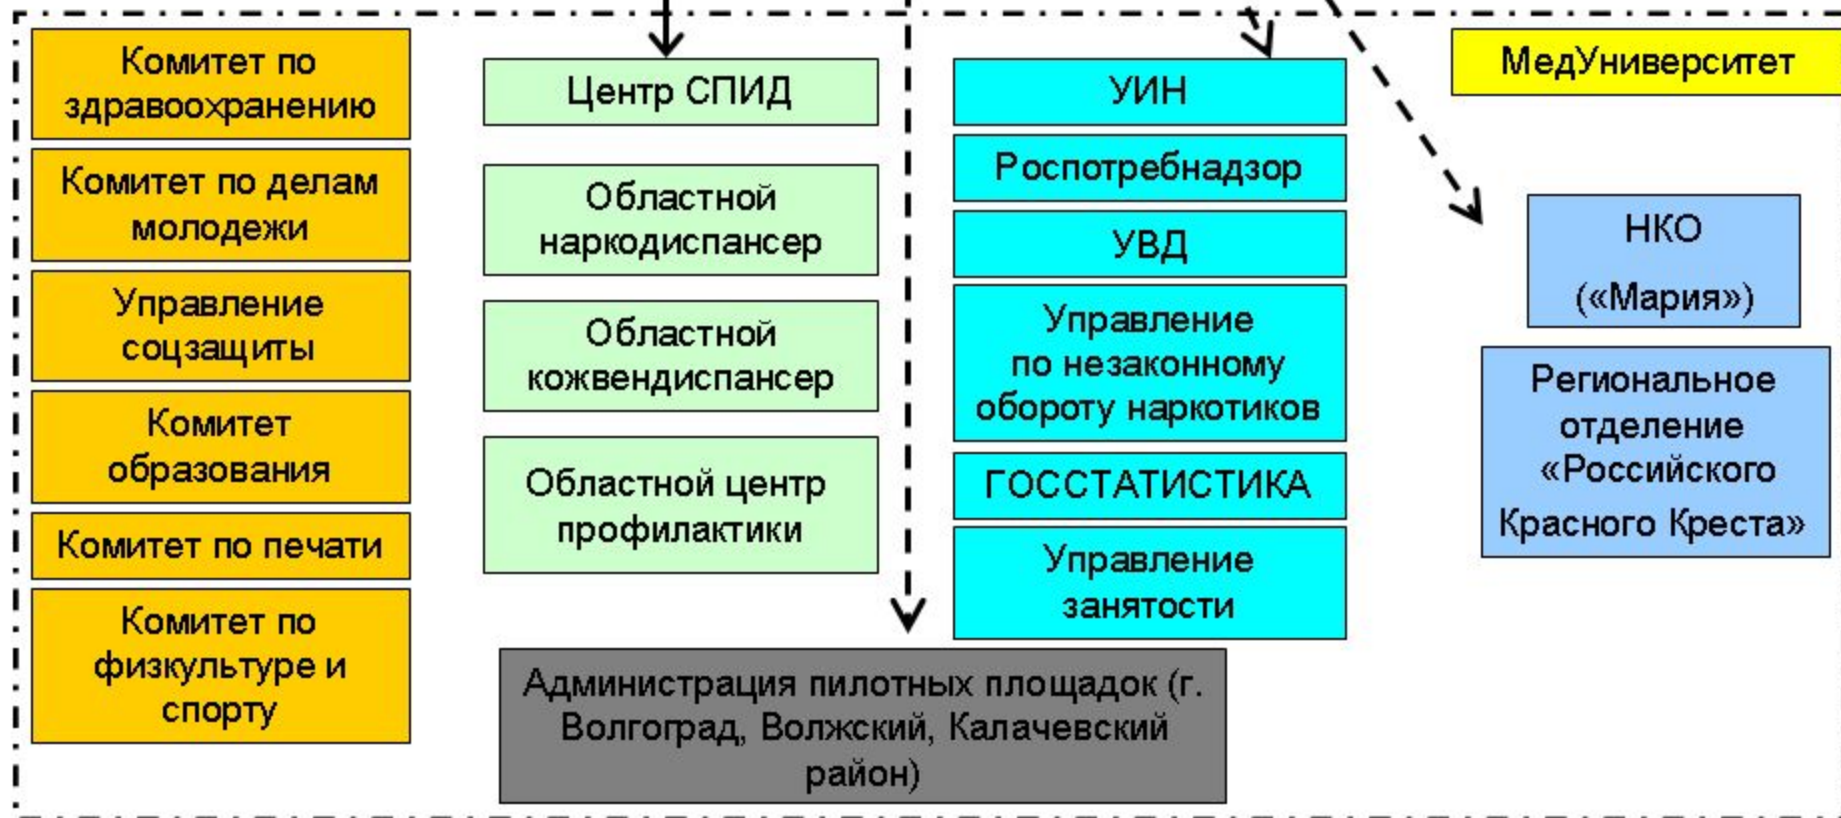 Комитет по
здравоохранению
Комитет по делам
молодежи
Управление
соцзащиты
Комитет
образования
Комитет по печати
Комитет по
физкультуре и
спорту
Центр СПИД
Областной
наркодиспансер
Областной
кожвендиспансер
Областной центр
профилактики
УИН
Роспотребнадзор
УВД
Управление
по незаконному
обороту наркотиков
ГОССТАТИСТИКА
Управление
занятости
МедУниверситет
НКО
(«Мария»)
Региональное
отделение
«Российского
Красного Креста»
Администрация пилотных площадок (г.
Волгоград, Волжский, Калачевский
район)